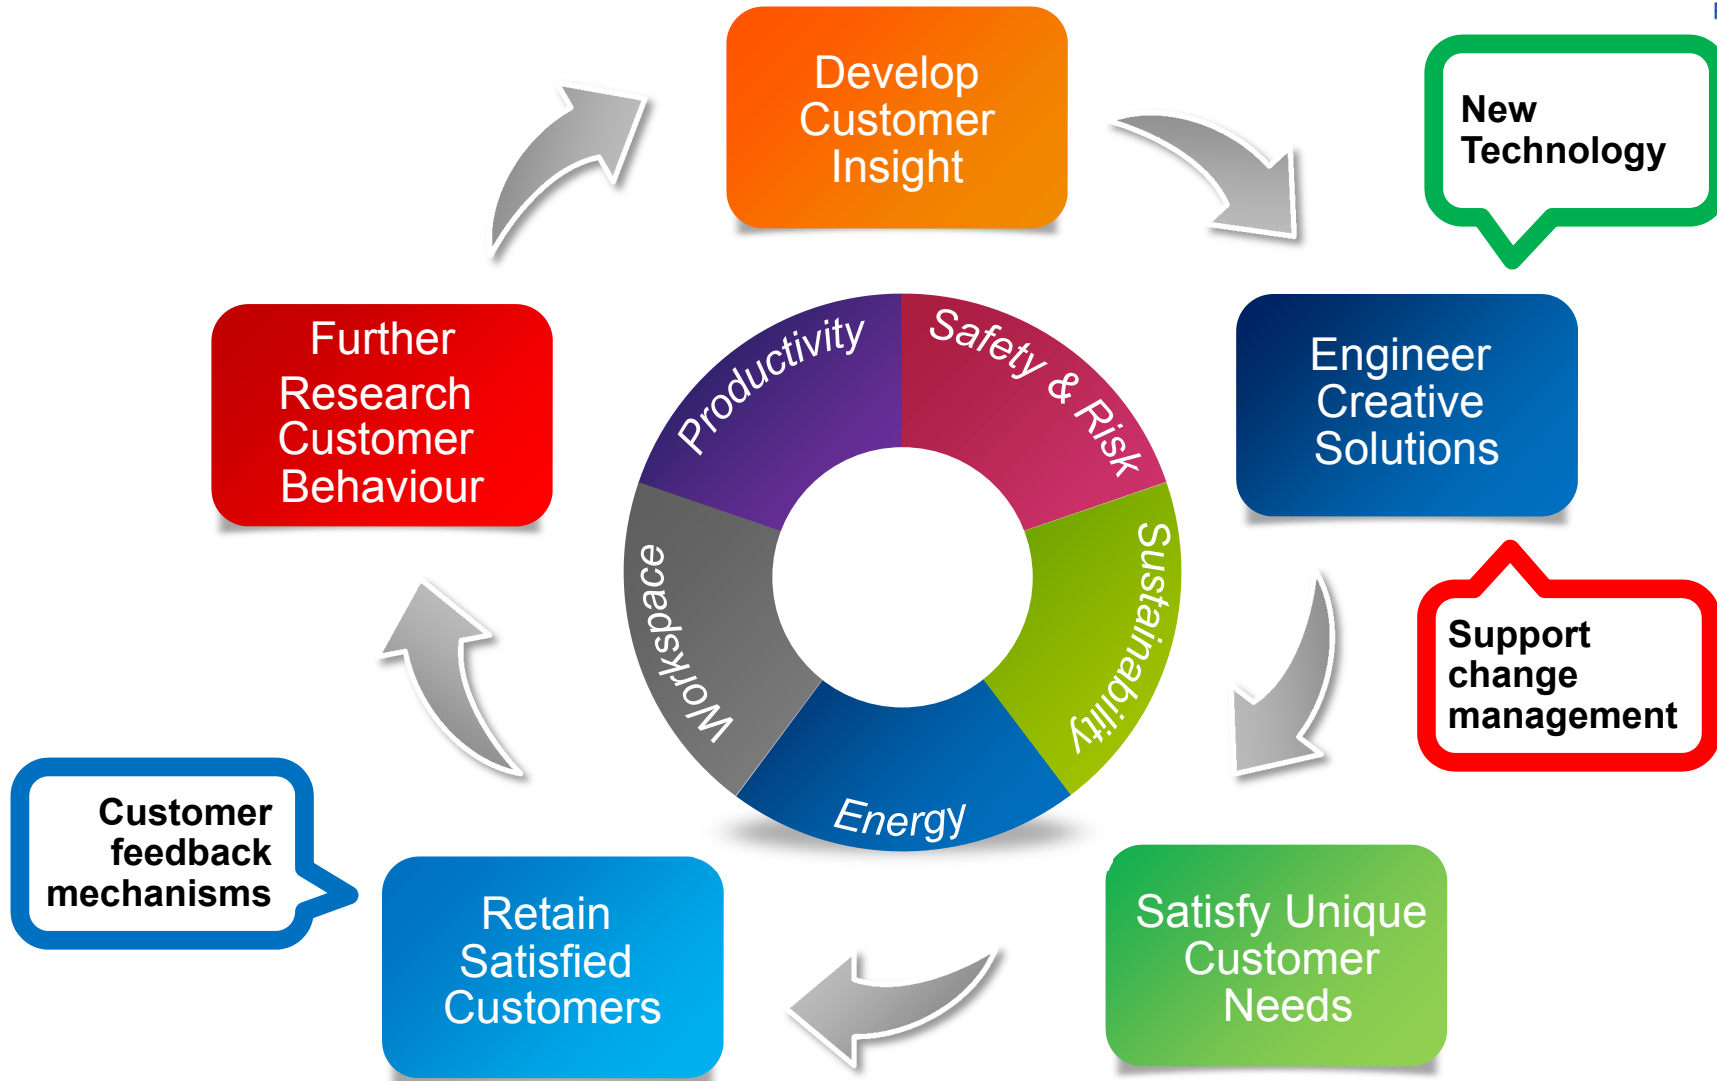 Develop
Customer
Insight
New
Technology
Engineer
Creative
Solutions
Support
change
management
Satisfy Unique
Customer
Needs
Retain
Satisfied
Customers
Customer
feedback
mechanisms
Further
Research
Customer
Behaviour
Productivity
Safety & Risk
Sustainability
Energy
Workspace